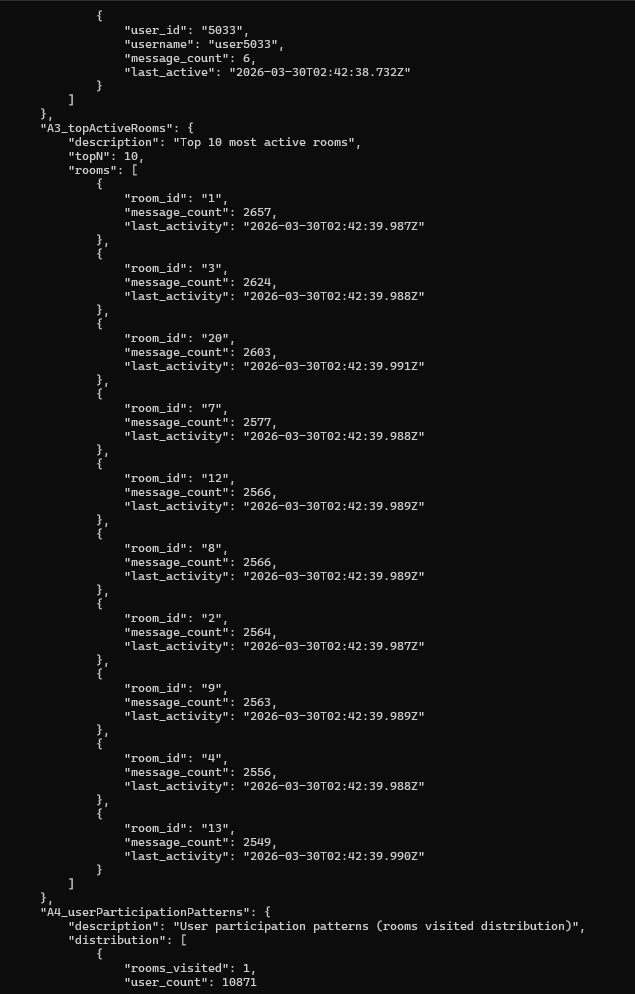 {
"user_id": "5033",
"username": "user5033",
"message_count": 6,
"last_active": "2026-03-30T02:42:38.732Z"
}
]
},
"A3_topActiveRooms": {
"description": "Top 10 most active rooms",
"topN": 10,
"rooms": [
{
"room_id": "1",
"message_count": 2657,
"last_activity": "2026-03-30T02:42:39.987Z"
},
{
"room_id": "3",
"message_count": 2624,
"last_activity": "2026-03-30T02:42:39.988Z"
},
{
"room_id": "20",
"message_count": 2603,
"last_activity": "2026-03-30T02:42:39.991Z"
},
{
"room_id": "7",
"message_count": 2577,
"last_activity": "2026-03-30T02:42:39.988Z"
},
{
"room_id": "12",
"message_count": 2566,
"last_activity": "2026-03-30T02:42:39.989Z"
},
{
"room_id": "8",
"message_count": 2566,
"last_activity": "2026-03-30T02:42:39.989Z"
},
{
"room_id": "2",
"message_count": 2564,
"last_activity": "2026-03-30T02:42:39.987Z"
},
{
"room_id": "9",
"message_count": 2563,
"last_activity": "2026-03-30T02:42:39.989Z"
},
{
"room_id": "4",
"message_count": 2556,
"last_activity": "2026-03-30T02:42:39.988Z"
},
{
"room_id": "13",
"message_count": 2549,
"last_activity": "2026-03-30T02:42:39.990Z"
}
]
},
"A4_userParticipationPatterns": {
"description": "User participation patterns (rooms visited distribution)",
"distribution": [
{
"rooms_visited": 1,
"user_count": 10871